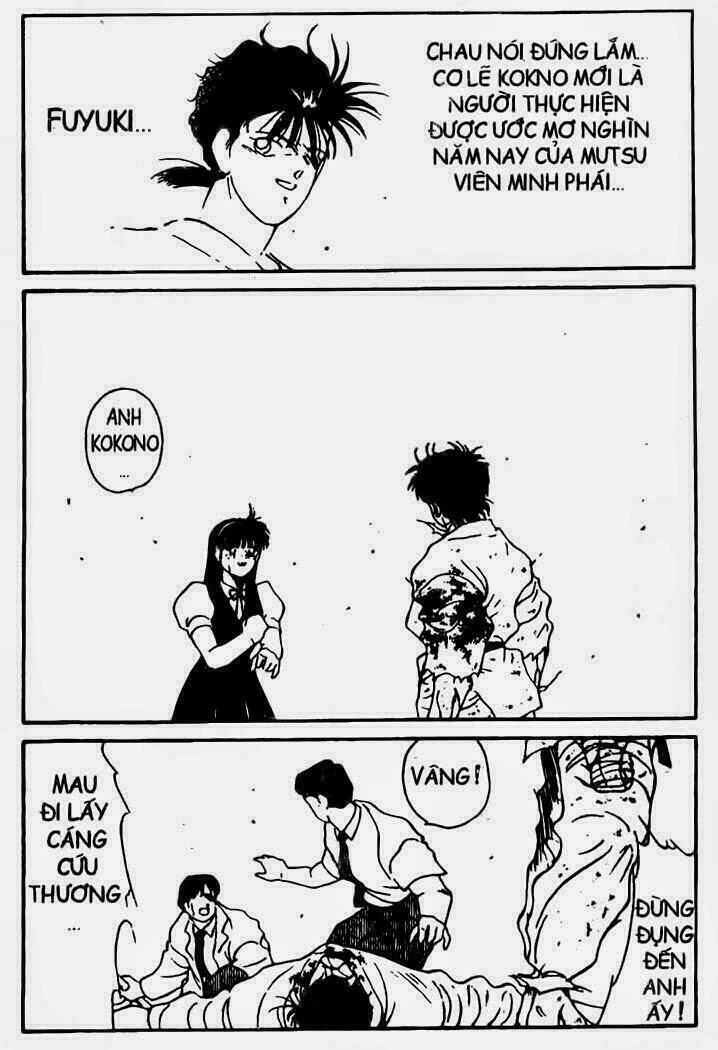 CHAU NÓI ĐÚNG LẮM...
CO LẼ KOKNO MỚI LÀ
NGƯỜI THỰC HIỆN
ĐƯỢC ƯỚC MƠ NGHÌN
NĂM NAY CỦA MUTSU
VIÊN MINH PHÁI...
FUYUKI...
ANH
KOKONO
...
MAU
ĐI LẤY
CÁNG
CỨU
THƯƠNG
...
VÂNG!
ĐỪNG
ĐỤNG
ĐẾN
ANH
ẤY!